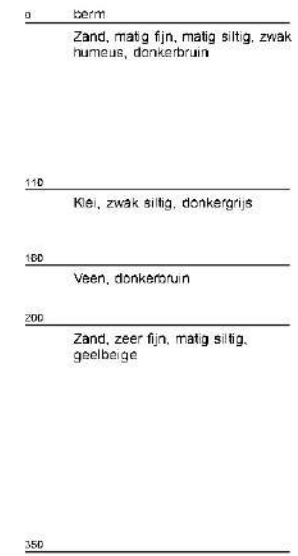 0 berm
Zand, matig fijn, matig siltig, zwak
humeus, donkerbruin
110
Klei, zwak siltig, donkergrijs
160
Veen, donkerbruin
200
Zand, zeer fijn, matig siltig,
geelbeige
350